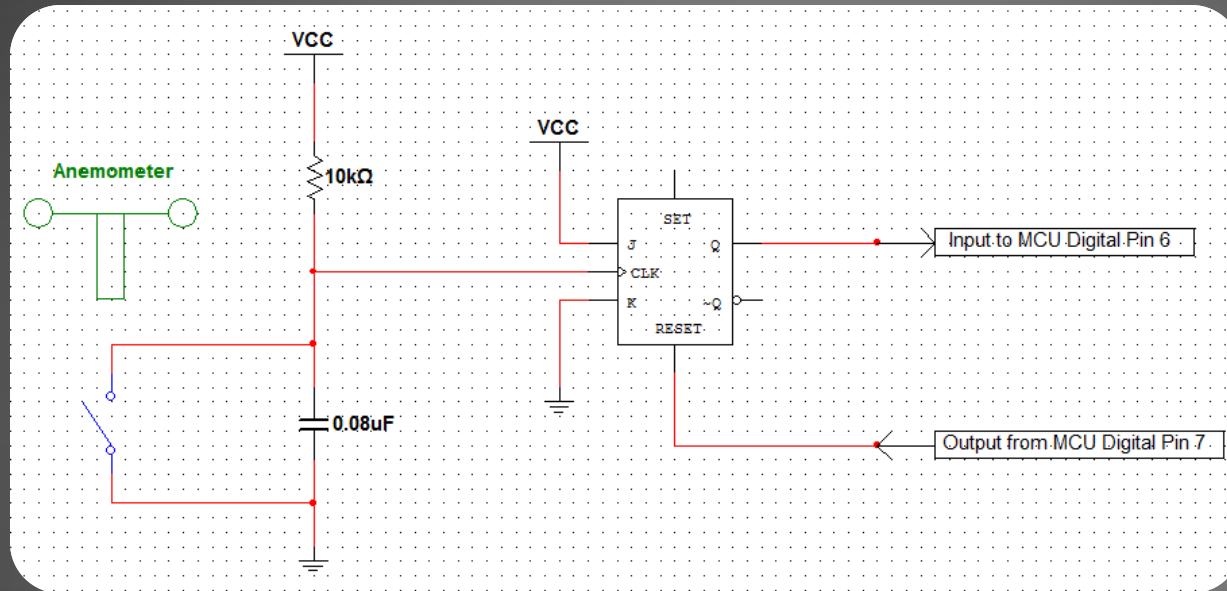 VCC
VCC
Anemometer
10kΩ
SET
J
Q
Input to MCU Digital Pin 6
CLK
K
~Q
RESET
0.08uF
Output from MCU Digital Pin 7